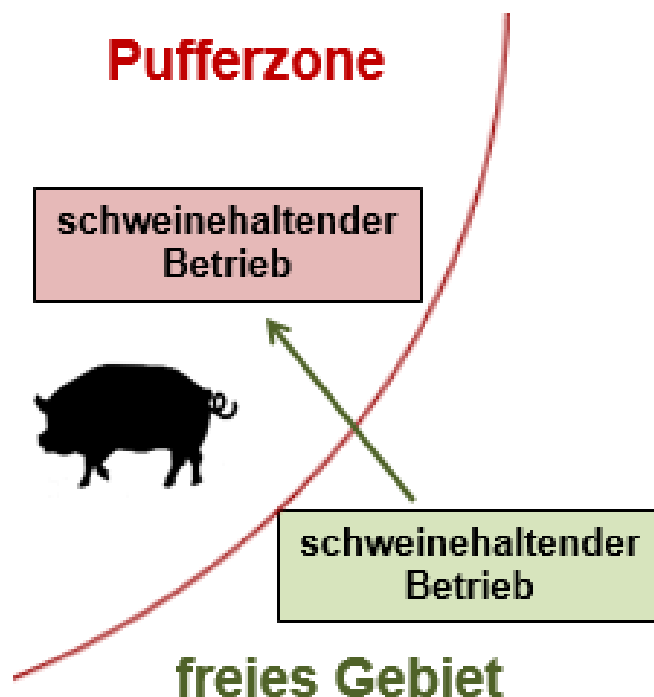 Pufferzone
schweinehaltender
Betrieb
schweinehaltender
Betrieb
freies Gebiet